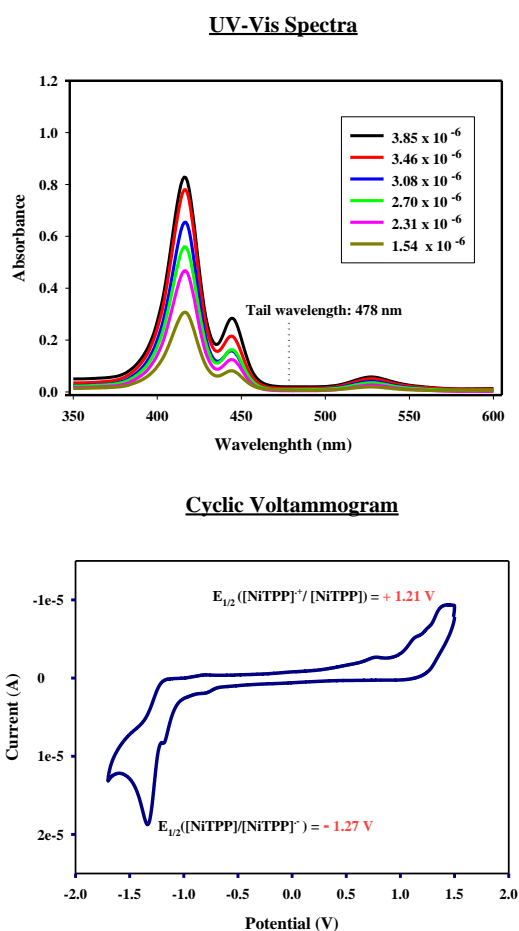 UV-Vis Spectra
1.2
1.0
0.8
0.6
0.4
0.2
0.0
Absorbance
3.85 x 10 -6
3.46 x 10 -6
3.08 x 10 -6
2.70 x 10 -6
2.31 x 10 -6
1.54 x 10 -6
Tail wavelength: 478 nm
350 400 450 500 550 600
Wavelenghth (nm)
Cyclic Voltammogram
-1e-5
0
1e-5
2e-5
Current (A)
E1/2 ([NiTPP]·+/ [NiTPP]) = + 1.21 V
E1/2([NiTPP]/[NiTPP]·- ) = - 1.27 V
-2.0 -1.5 -1.0 -0.5 0.0 0.5 1.0 1.5 2.0
Potential (V)